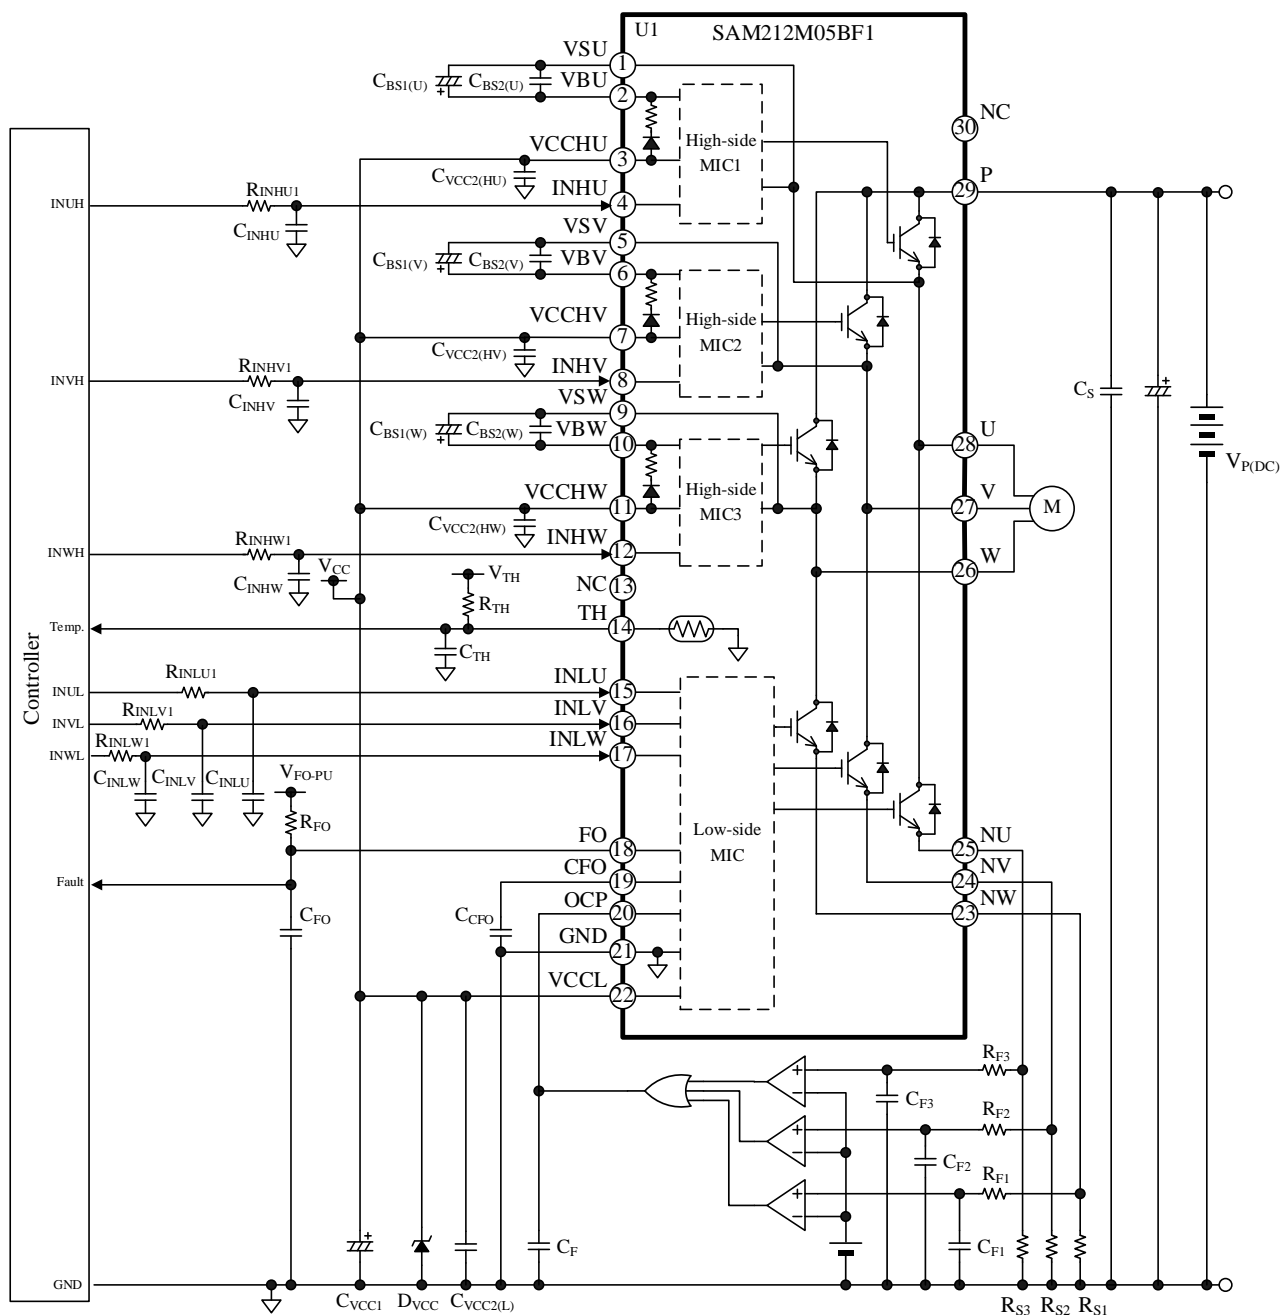 U1
SAM212M05BF1
VSU
1
CBS1(U)
CBS2(U)
VBU
2
VCCHU
3
CVCC2(HU)
INUH
RINHU1
CINHU
INHU
4
VSV
5
CBS1(V)
CBS2(V)
VBV
6
VCCHV
7
CVCC2(HV)
INVH
RINHV1
CINHV
INHV
8
VSW
9
CBS1(W)
CBS2(W)
VBW
10
VCCHW
11
CVCC2(HW)
INWH
RINHW1
CINHW
INHW
12
VCC
NC
13
VTH
RTH
TH
14
Temp.
CTH
High-side
MIC1
High-side
MIC2
High-side
MIC3
NC
30
P
29
U
28
V
27
W
26
M
CS
VP(DC)
Controller
INUL
RINLU1
INLU
15
INVL
RINLV1
INLV
16
INWL
RINLW1
INLW
17
CINLW
CINLV
CINLU
VFO-PU
RFO
FO
18
Fault
CFO
CFO
19
OCP
20
CCFO
GND
21
VCCL
22
Low-side
MIC
NU
25
NV
24
NW
23
RF3
CF3
RF2
CF2
RF1
CF1
CF
GND
CVCC1
DVCC
CVCC2(L)
RS3
RS2
RS1